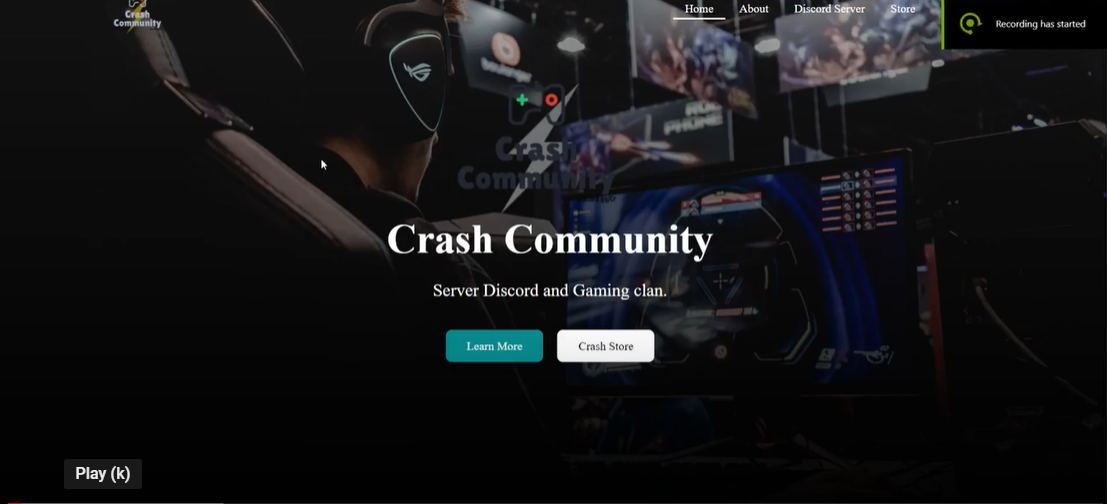 Crash
Community
Home
About
Discord Server
Store
Recording has started
PHONE
Crash
Community
Crash Community
Server Discord and Gaming clan.
Learn More
Crash Store
Play (k)